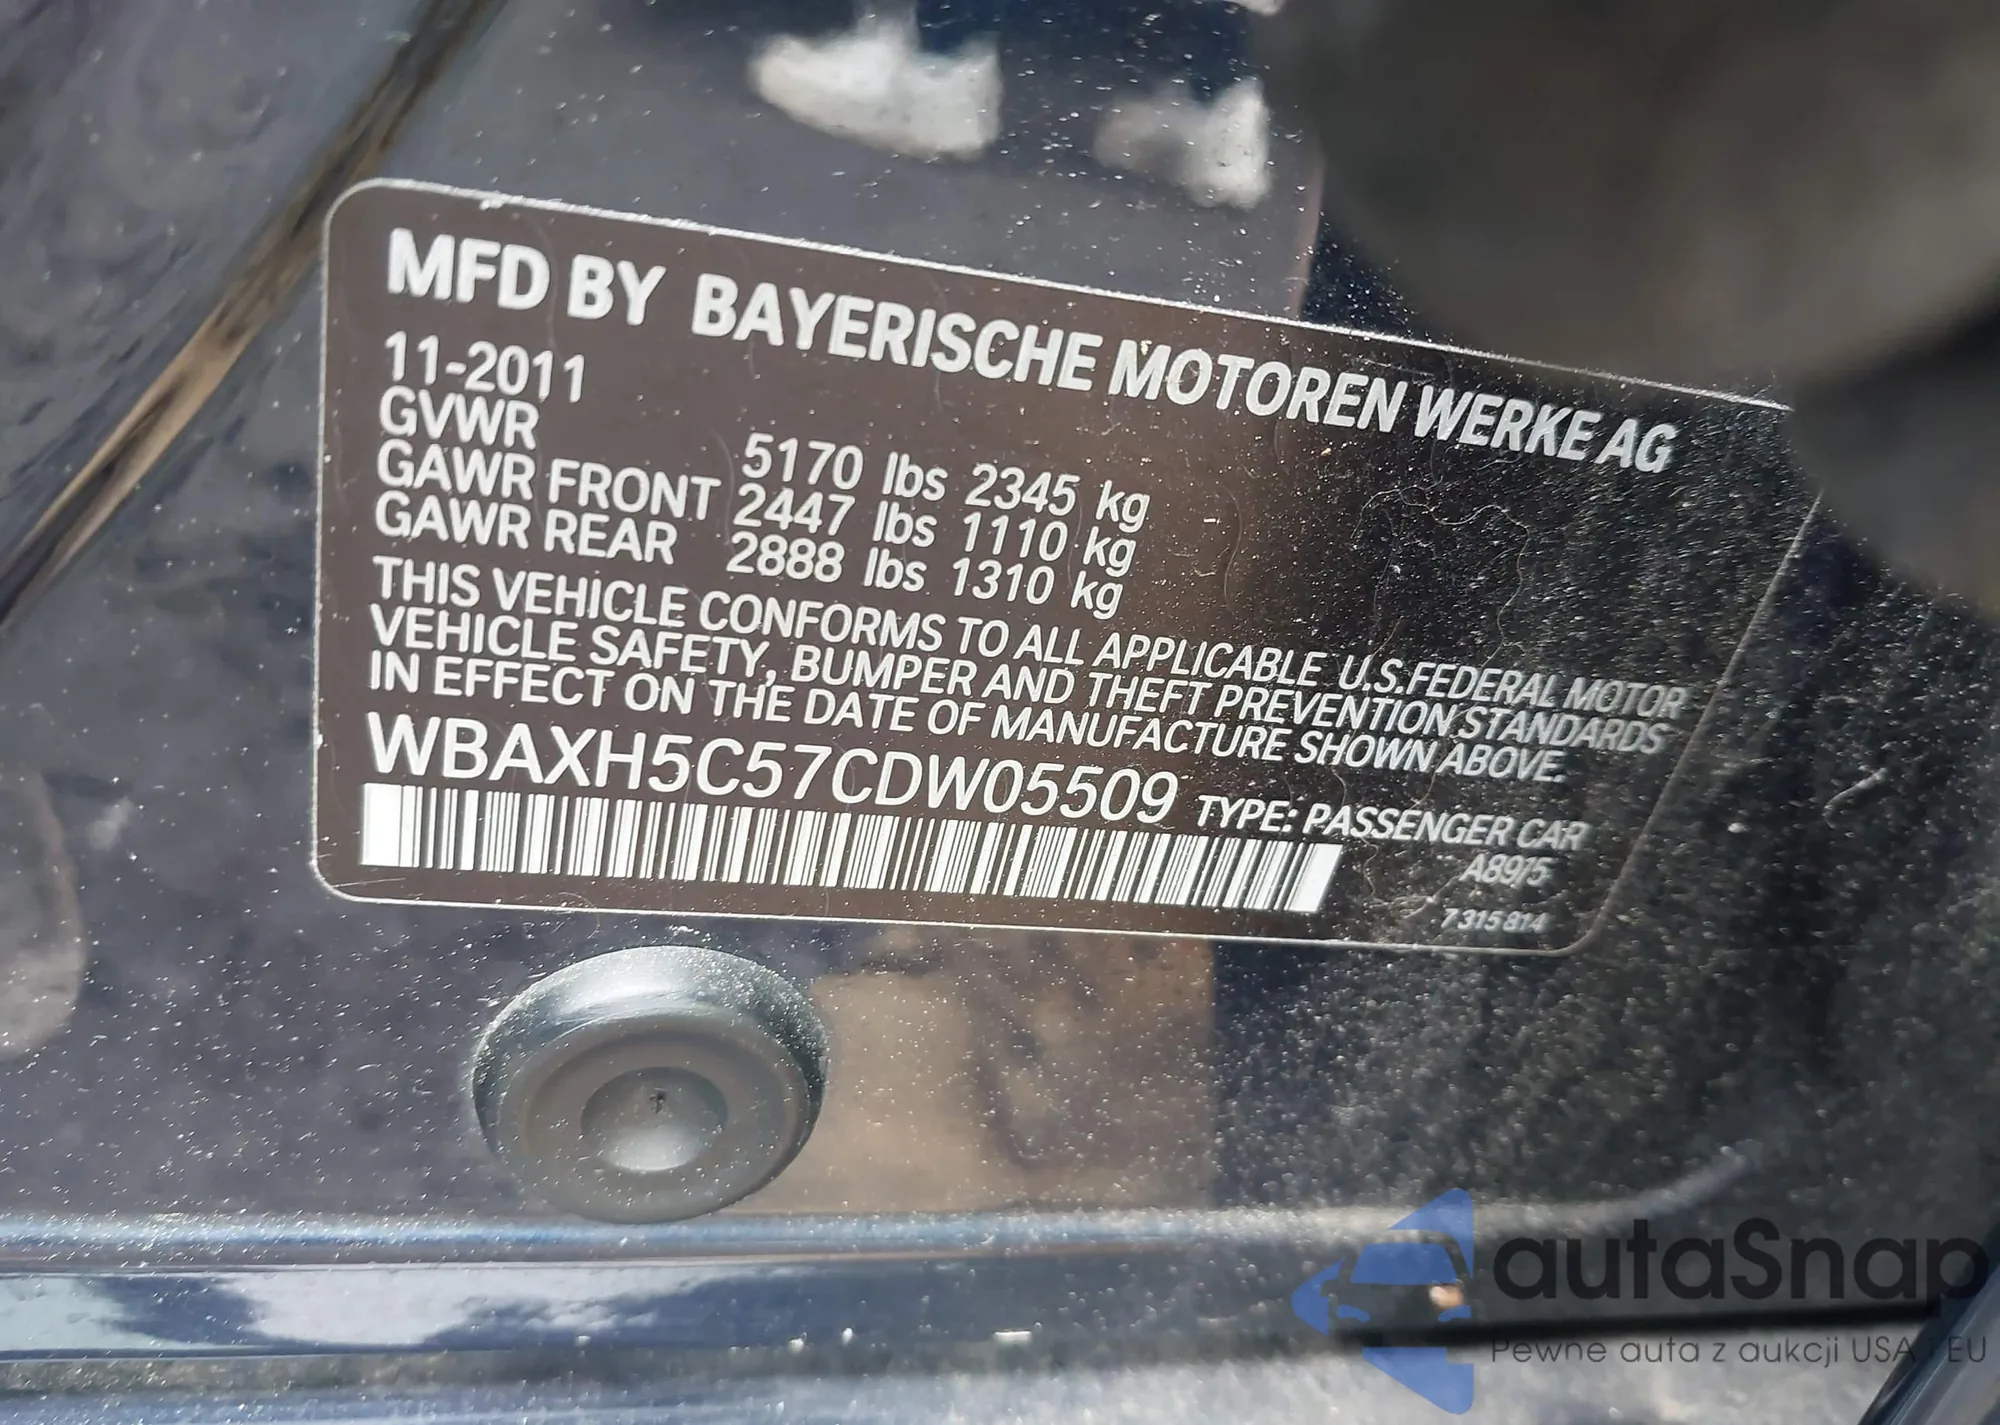 MFD BY BAYERISCHE MOTOREN WERKE AG
11-2011
GVWR 5170 lbs 2345 kg
GAWR FRONT 2447 lbs 1110 kg
GAWR REAR 2888 lbs 1310 kg
THIS VEHICLE CONFORMS TO ALL APPLICABLE U.S.FEDERAL MOTOR
VEHICLE SAFETY, BUMPER AND THEFT PREVENTION STANDARDS
IN EFFECT ON THE DATE OF MANUFACTURE SHOWN ABOVE.
WBAXH5C57CDW05509 TYPE: PASSENGER CAR
A89/5
7 315 814
autaSnap
Pewne auta z aukcji USA i EU